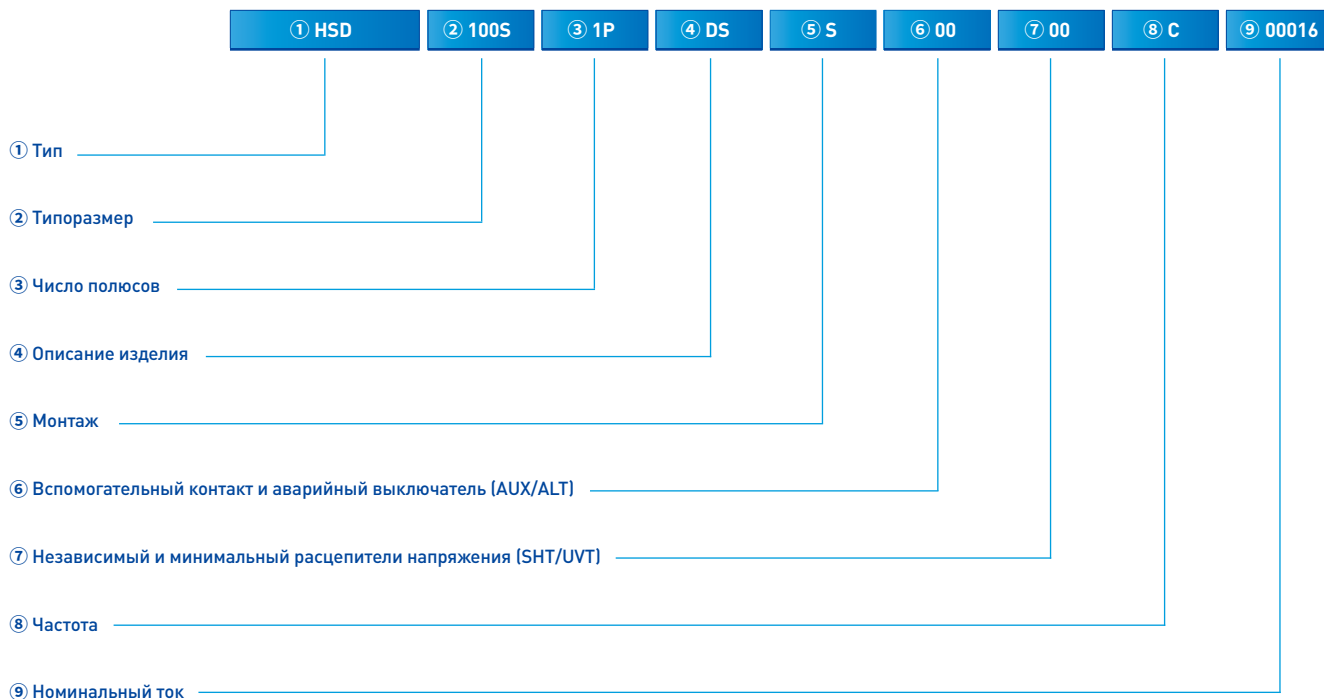 ① HSD ② 100S ③ 1P ④ DS ⑤ S ⑥ 00 ⑦ 00 ⑧ C ⑨ 00016
① Тип
② Типоразмер
③ Число полюсов
④ Описание изделия
⑤ Монтаж
⑥ Вспомогательный контакт и аварийный выключатель (AUX/ALT)
⑦ Независимый и минимальный расцепители напряжения (SHT/UVT)
⑧ Частота
⑨ Номинальный ток